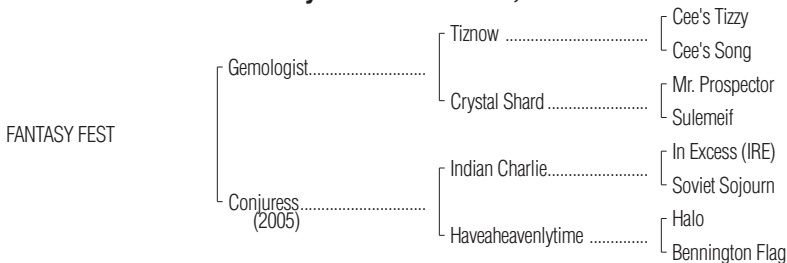 Cee's Tizzy
Tiznow
Cee's Song
Gemologist
Mr. Prospector
Crystal Shard
Sulemeif
FANTASY FEST
In Excess (IRE)
Indian Charlie
Soviet Sojourn
Conjuress
(2005)
Halo
Haveaheavenlytime
Bennington Flag